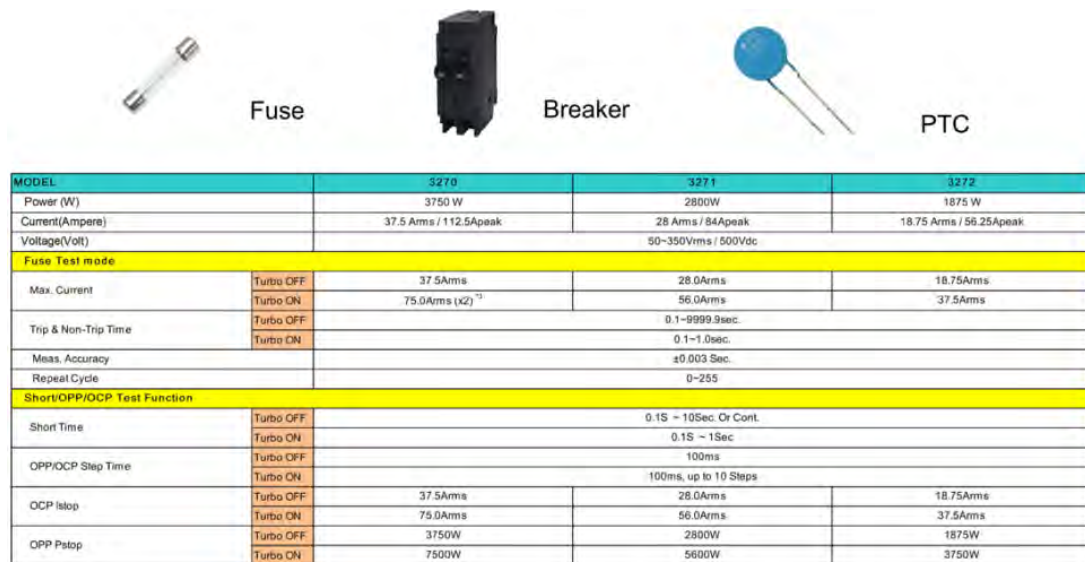 Fuse
Breaker
PTC
MODEL 3270 3271 3272
Power (W) 3750 W 2800W 1875 W
Current(Ampere) 37.5 Arms / 112.5Apeak 28 Arms / 84Apeak 18.75 Arms / 56.25Apeak
Voltage(Volt) 50~350Vrms / 500Vdc
Fuse Test mode
Max. Current Turbo OFF 37.5Arms 28.0Arms 18.75Arms
Turbo ON 75.0Arms (x2) 56.0Arms 37.5Arms
Trip & Non-Trip Time Turbo OFF 0.1~9999.9sec.
Turbo ON 0.1~1.0sec.
Meas. Accuracy ±0.003 Sec.
Repeat Cycle 0~255
Short/OPP/OCP Test Function
Short Time Turbo OFF 0.1S ~ 10Sec. Or Cont.
Turbo ON 0.1S ~ 1Sec
OPP/OCP Step Time Turbo OFF 100ms
Turbo ON 100ms, up to 10 Steps
OCP Istop Turbo OFF 37.5Arms 28.0Arms 18.75Arms
Turbo ON 75.0Arms 56.0Arms 37.5Arms
OPP Pstop Turbo OFF 3750W 2800W 1875W
Turbo ON 7500W 5600W 3750W